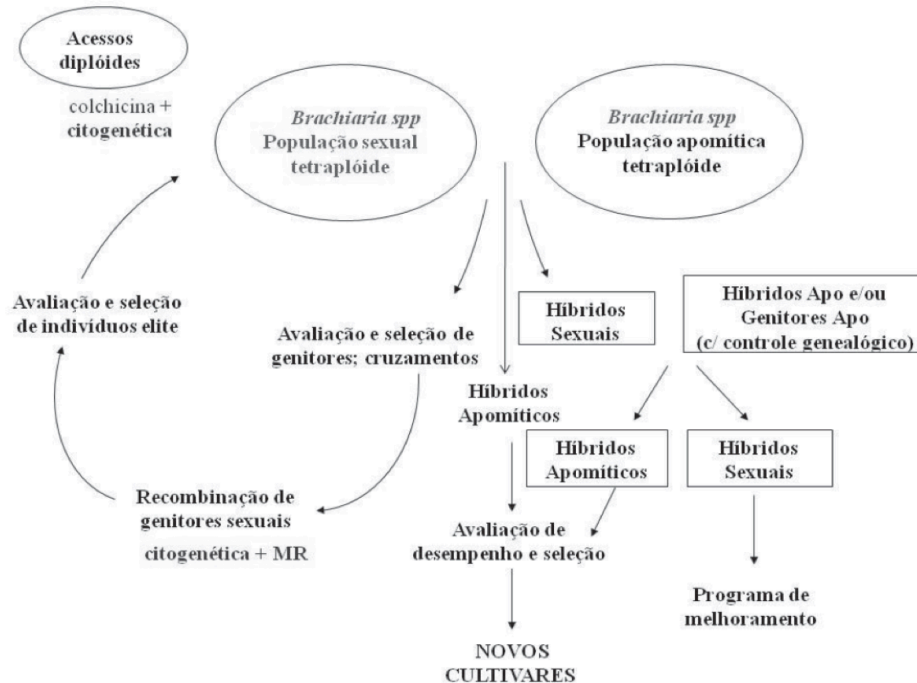 Acessos
diplóides
colchicina +
citogenética
Brachiaria spp
População sexual
tetraplóide
Brachiaria spp
População apomítica
tetraplóide
Avaliação e seleção
de indivíduos elite
Avaliação e seleção de
genitores; cruzamentos
Híbridos
Sexuais
Híbridos Apo e/ou
Genitores Apo
(c/ controle genealógico)
Híbridos
Apomíticos
Híbridos
Apomíticos
Híbridos
Sexuais
Recombinação de
genitores sexuais
citogenética + MR
Avaliação de
desempenho e seleção
Programa de
melhoramento
NOVOS
CULTIVARES